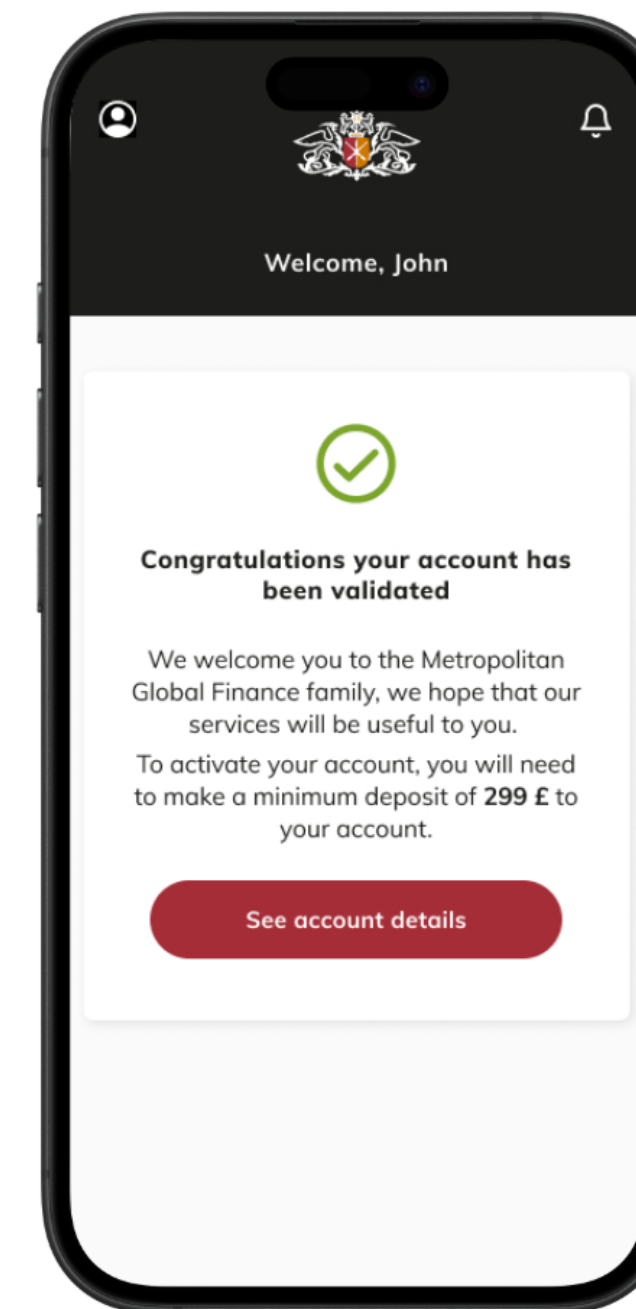 Welcome, John
Congratulations your account has
been validated
We welcome you to the Metropolitan
Global Finance family, we hope that our
services will be useful to you.
To activate your account, you will need
to make a minimum deposit of 299 £ to
your account.
See account details